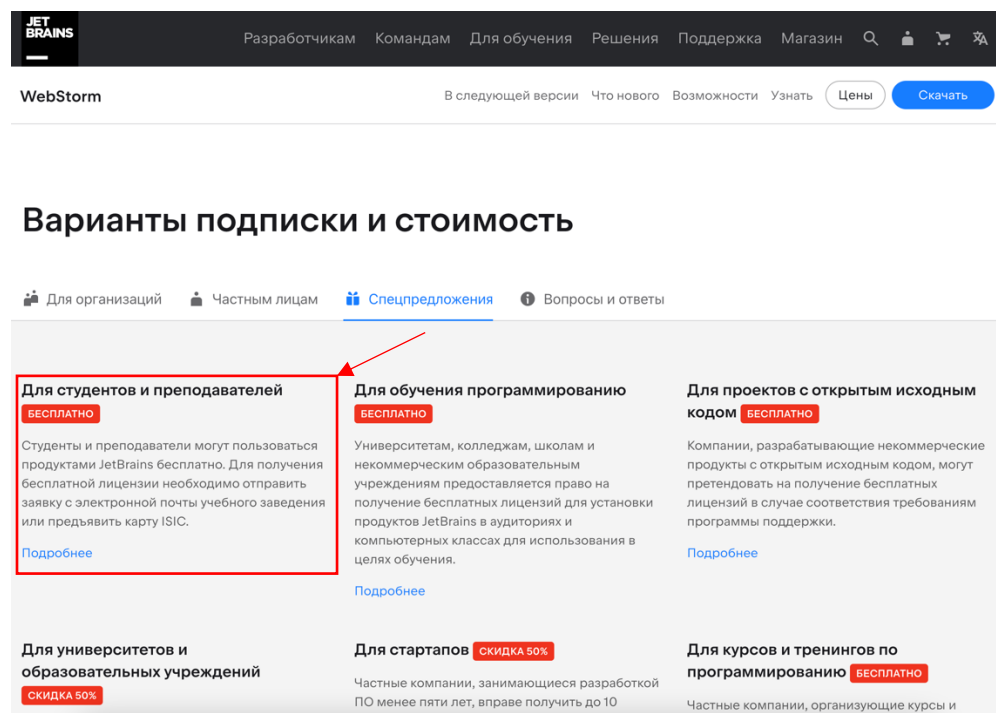 JET
BRAINS
Разработчикам Командам Для обучения Решения Поддержка Магазин
WebStorm
В следующей версии Что нового Возможности Узнать Цены Скачать
Варианты подписки и стоимость
Для организаций Частным лицам Спецпредложения Вопросы и ответы
Для студентов и преподавателей
БЕСПЛАТНО
Студенты и преподаватели могут пользоваться
продуктами JetBrains бесплатно. Для получения
бесплатной лицензии необходимо отправить
заявку с электронной почты учебного заведения
или предъявить карту ISIC.
Подробнее
Для обучения программированию
БЕСПЛАТНО
Университетам, колледжам, школам и
некоммерческим образовательным
учреждениям предоставляется право на
получение бесплатных лицензий для установки
продуктов JetBrains в аудиториях и
компьютерных классах для использования в
целях обучения.
Подробнее
Для проектов с открытым исходным
кодом БЕСПЛАТНО
Компании, разрабатывающие некоммерческие
продукты с открытым исходным кодом, могут
претендовать на получение бесплатных
лицензий в случае соответствия требованиям
программы поддержки.
Подробнее
Для университетов и
образовательных учреждений
СКИДКА 50%
Для стартапов СКИДКА 50%
Частные компании, занимающиеся разработкой
ПО менее пяти лет, вправе получить до 10
Для курсов и тренингов по
программированию БЕСПЛАТНО
Частные компании, организующие курсы и